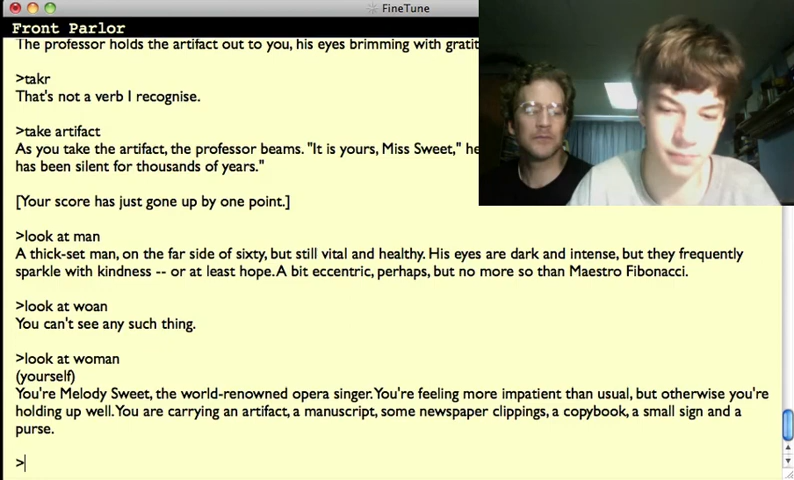 FineTune
Front Parlor
The professor holds the artifact out to you, his eyes brimming with
>takr
That's not a verb I recognise.
>take artifact
As you take the artifact, the professor beams. "It is yours, Miss Sweet,"
has been silent for thousands of years."
[Your score has just gone up by one point.]
>look at man
A thick-set man, on the far side of sixty, but still vital and healthy. His eyes are dark and intense, but they frequently
sparkle with kindness -- or at least hope. A bit eccentric, perhaps, but no more so than Maestro Fibonacci.
>look at woan
You can't see any such thing.
>look at woman
(yourself)
You're Melody Sweet, the world-renowned opera singer. You're feeling more impatient than usual, but otherwise you're
holding up well. You are carrying an artifact, a manuscript, some newspaper clippings, a copybook, a small sign and a
purse.
>